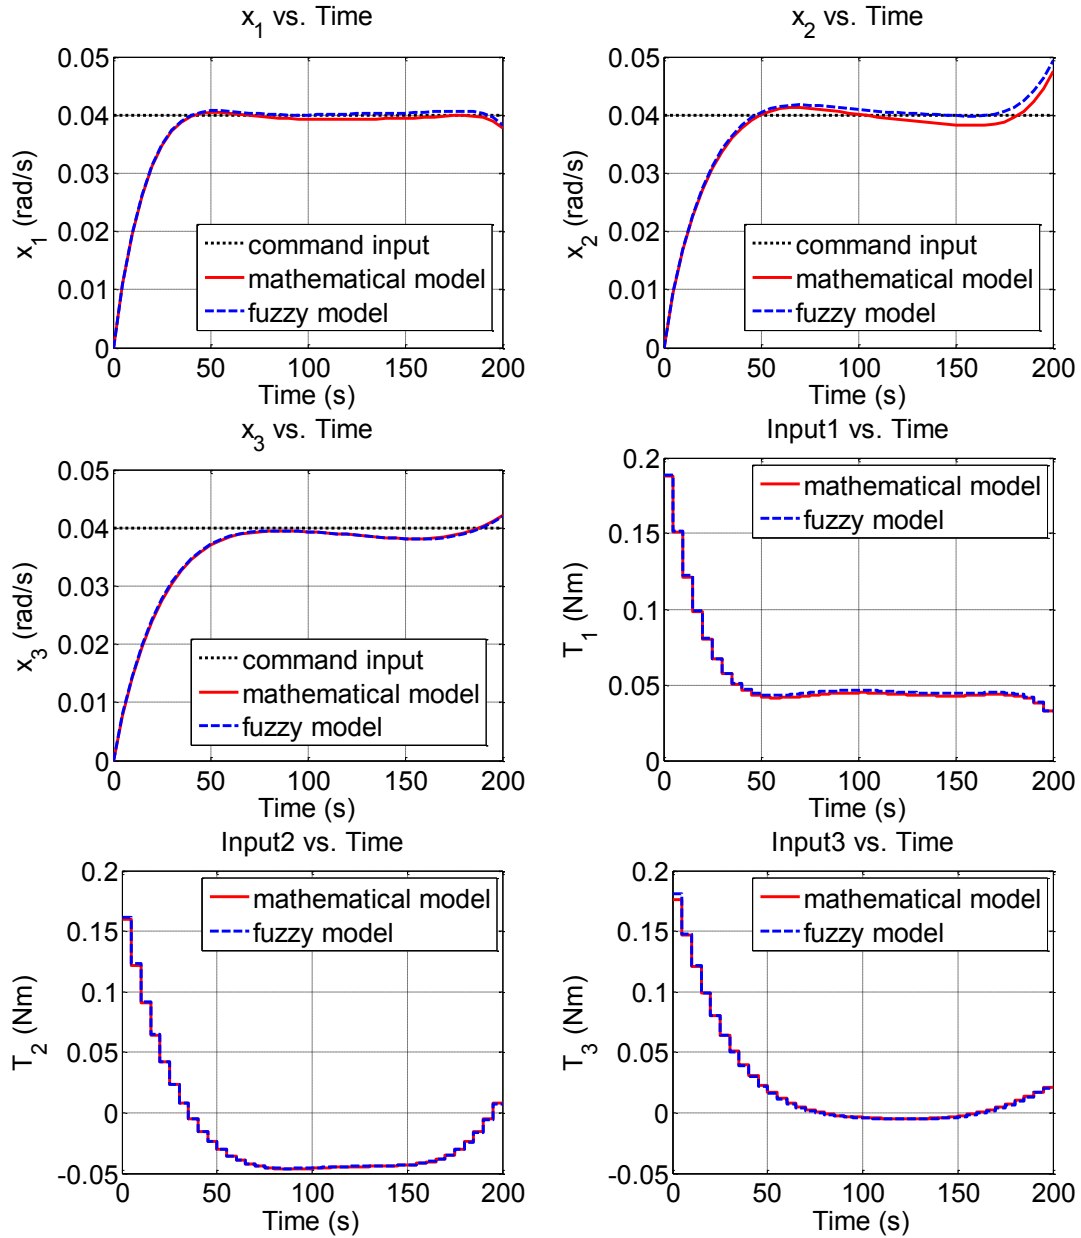 x1 vs. Time
0.05
0.04
0.03
0.02
0.01
0
x1 (rad/s)
command input
mathematical model
fuzzy model
0 50 100 150 200
Time (s)
x2 vs. Time
0.05
0.04
0.03
0.02
0.01
0
x2 (rad/s)
command input
mathematical model
fuzzy model
0 50 100 150 200
Time (s)
x3 vs. Time
0.05
0.04
0.03
0.02
0.01
0
x3 (rad/s)
command input
mathematical model
fuzzy model
0 50 100 150 200
Time (s)
Input1 vs. Time
0.2
0.15
0.1
0.05
0
T1 (Nm)
mathematical model
fuzzy model
0 50 100 150 200
Time (s)
Input2 vs. Time
0.2
0.15
0.1
0.05
0
-0.05
T2 (Nm)
mathematical model
fuzzy model
0 50 100 150 200
Time (s)
Input3 vs. Time
0.2
0.15
0.1
0.05
0
-0.05
T3 (Nm)
mathematical model
fuzzy model
0 50 100 150 200
Time (s)